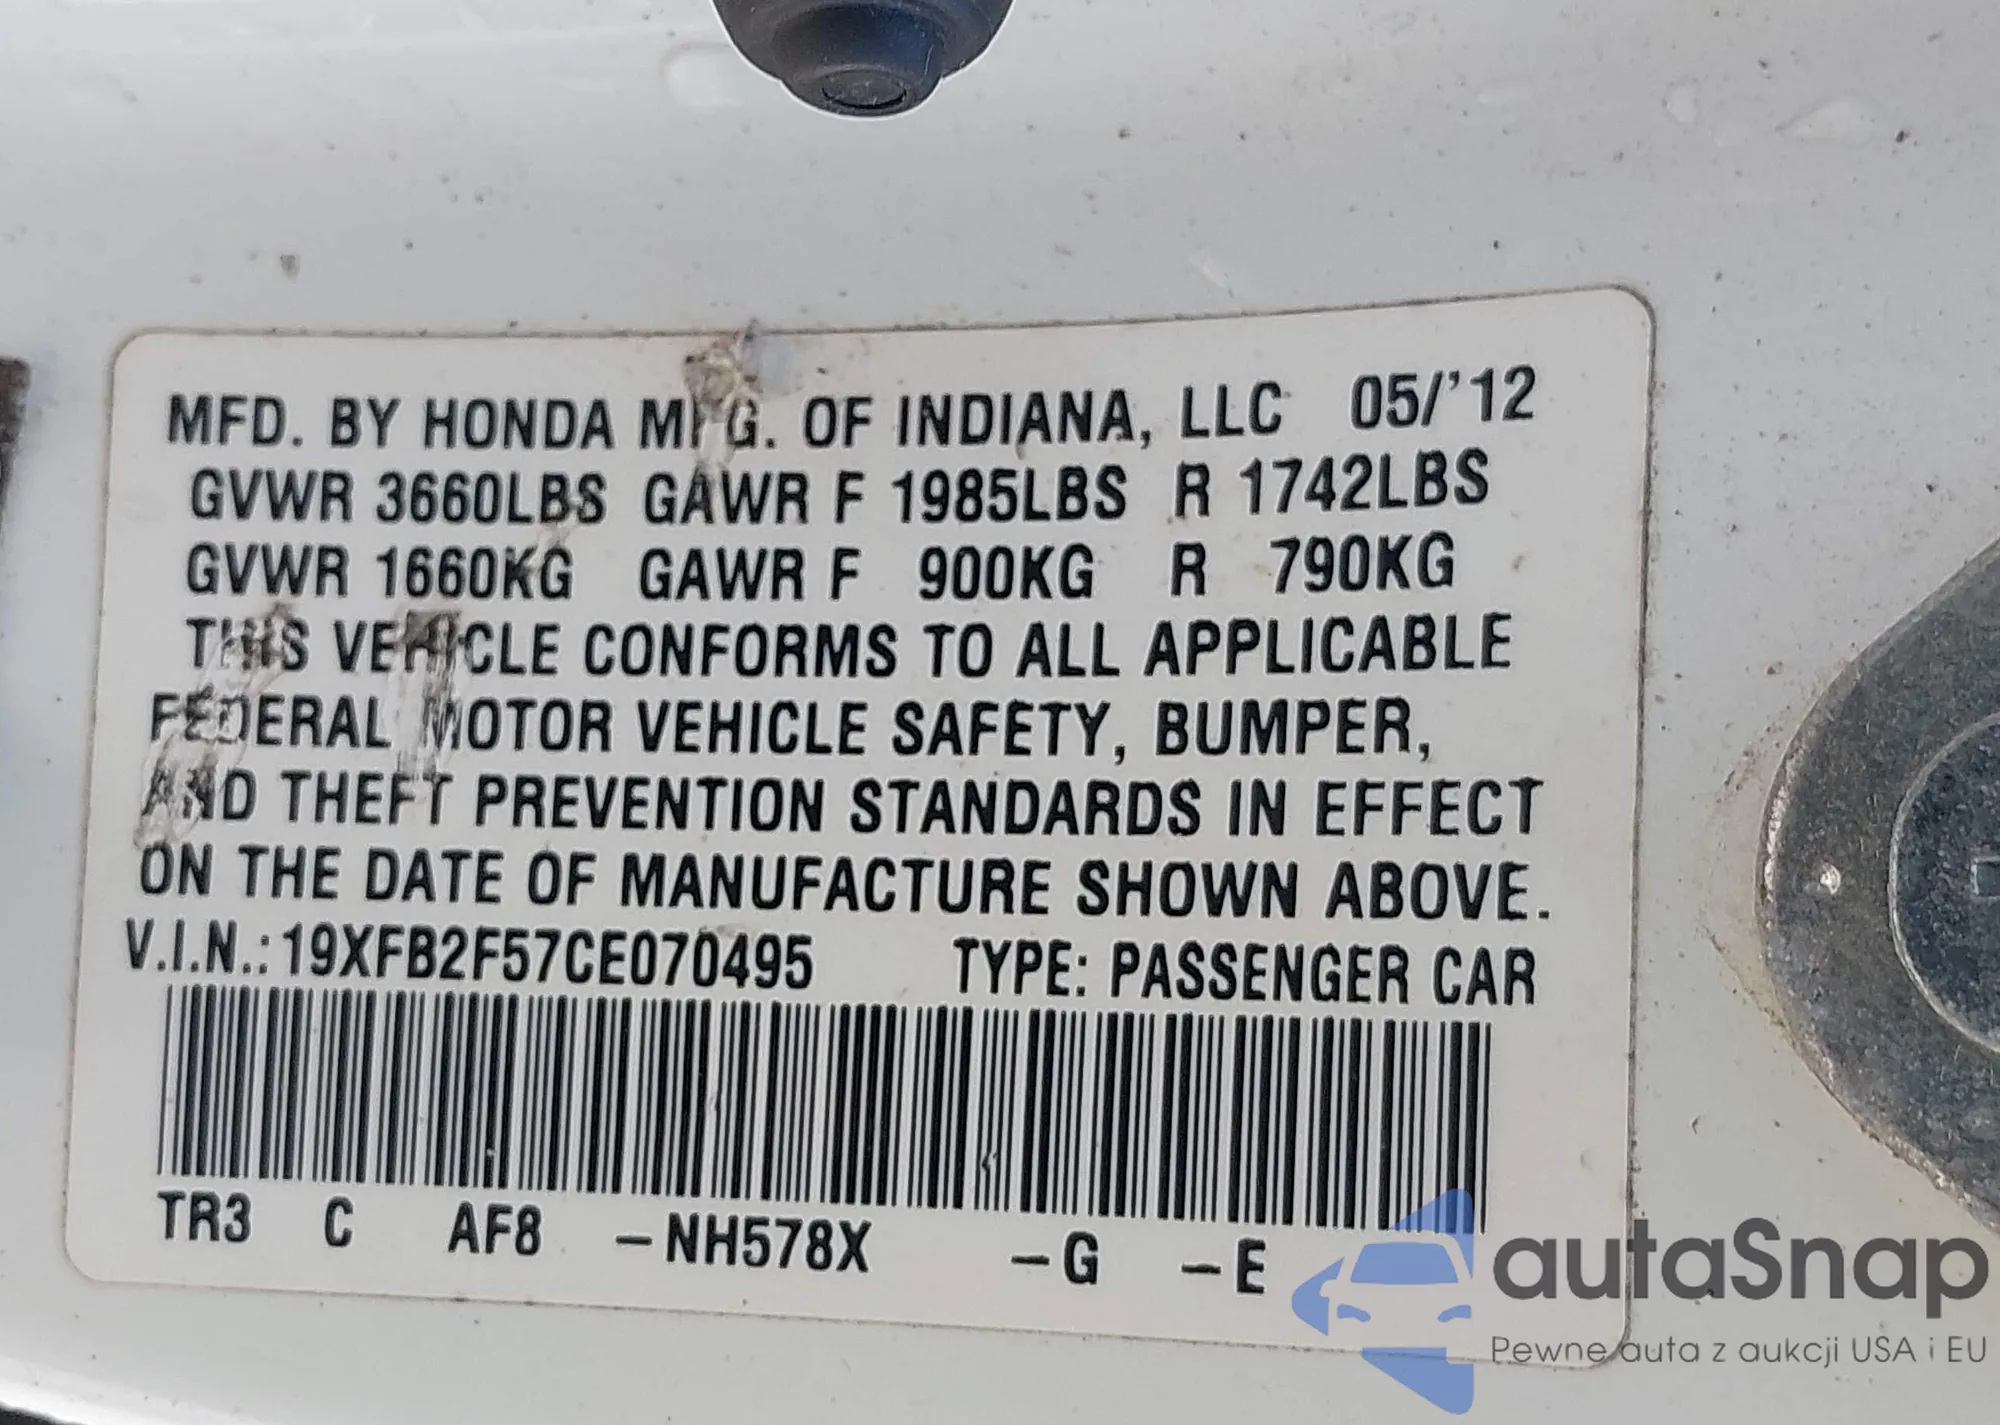 MFD. BY HONDA MFG. OF INDIANA, LLC 05/'12
GVWR 3660LBS GAWR F 1985LBS R 1742LBS
GVWR 1660KG GAWR F 900KG R 790KG
THIS VEHICLE CONFORMS TO ALL APPLICABLE
FEDERAL MOTOR VEHICLE SAFETY, BUMPER,
AND THEFT PREVENTION STANDARDS IN EFFECT
ON THE DATE OF MANUFACTURE SHOWN ABOVE.
V.I.N.: 19XFB2F57CE070495 TYPE: PASSENGER CAR
TR3 C AF8 –NH578X –G –E
autaSnap
Pewne auta z aukcji USA i EU